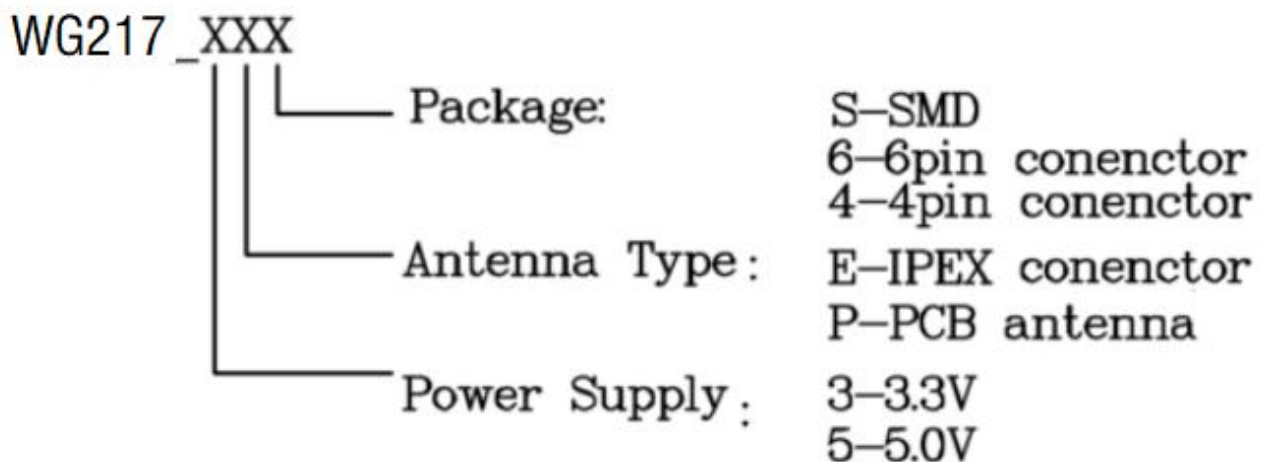 WG217_XXX
Package: S-SMD
6-6pin conenctor
4-4pin conenctor
Antenna Type: E-IPEX conenctor
P-PCB antenna
Power Supply: 3-3.3V
5-5.0V